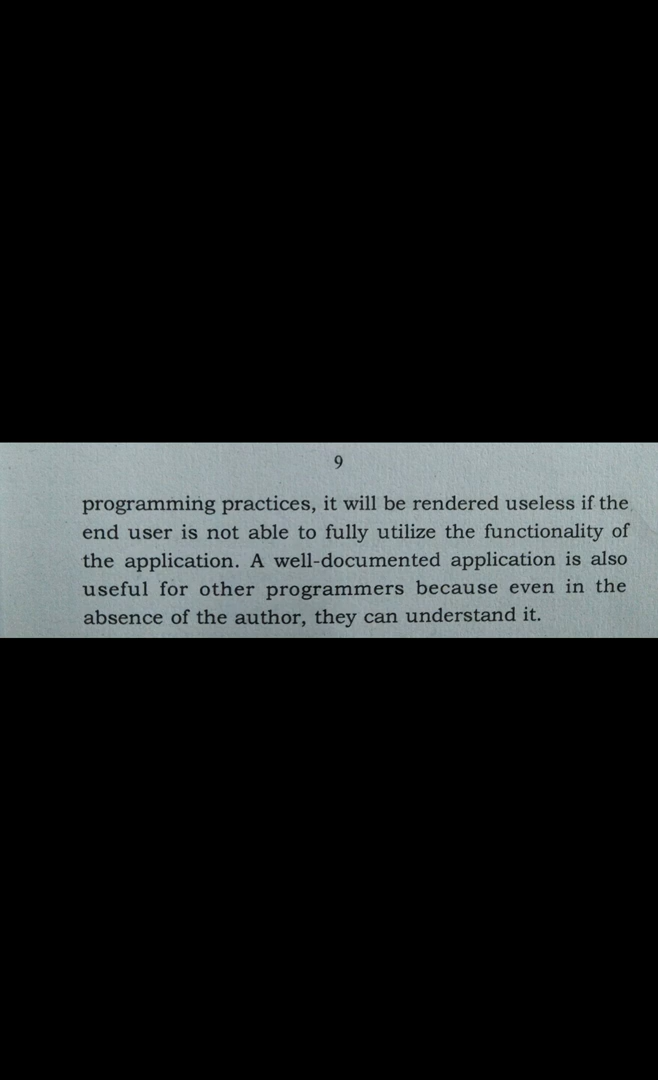 9
programming practices, it will be rendered useless if the
end user is not able to fully utilize the functionality of
the application. A well-documented application is also
useful for other programmers because even in the
absence of the author, they can understand it.